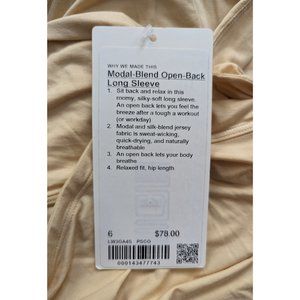 WHY WE MADE THIS
Modal-Blend Open-Back
Long Sleeve
1. Sit back and relax in this
roomy, silky-soft long sleeve.
An open back lets you feel the
breeze after a tough a workout
(or workday)
2. Modal and silk-blend jersey
fabric is sweat-wicking,
quick-drying, and naturally
breathable
3. An open back lets your body
breathe
4. Relaxed fit, hip length
6 $78.00
LW3GA4S PSCO
000143477743